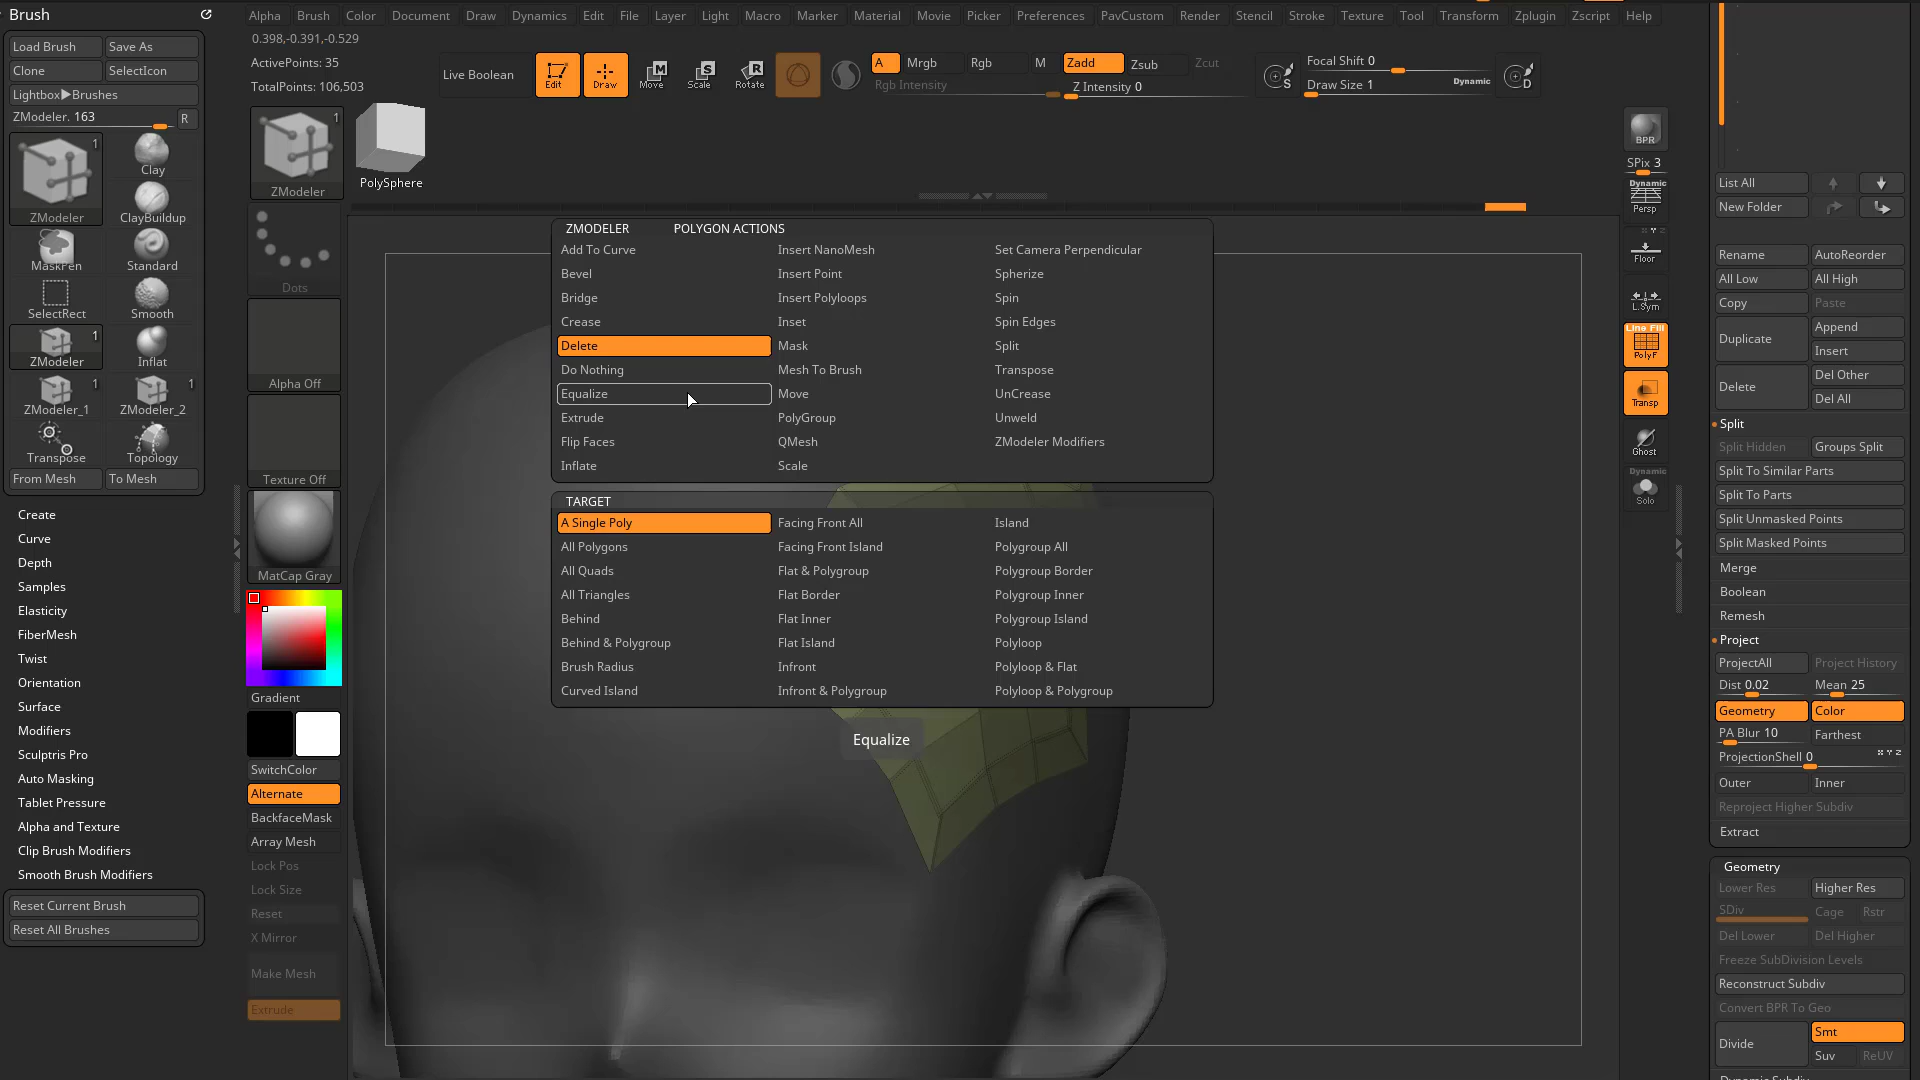 Brush
Alpha Brush Color Document Draw Dynamics Edit File Layer Light Macro Marker Material Movie Picker Preferences PavCustom Render Stencil Stroke Texture Tool Transform Zplugin Zscript Help
0.398,-0.391,-0.529
ActivePoints: 35
TotalPoints: 106,503
Live Boolean
Edit
Draw
Move
Scale
Rotate
A
Mrgb
Rgb
M
Zadd
Zsub
Zcut
Rgb Intensity
Z Intensity 0
S
Focal Shift 0
Draw Size 1
Dynamic
D
Load Brush
Save As
Clone
SelectIcon
Lightbox▶Brushes
ZModeler. 163
R
1
ZModeler
Clay
ClayBuildup
MaskPen
Standard
SelectRect
Smooth
1
ZModeler
Inflat
1
ZModeler_1
1
ZModeler_2
Transpose
Topology
From Mesh
To Mesh
Create
Curve
Depth
Samples
Elasticity
FiberMesh
Twist
Orientation
Surface
Modifiers
Sculptris Pro
Auto Masking
Tablet Pressure
Alpha and Texture
Clip Brush Modifiers
Smooth Brush Modifiers
Reset Current Brush
Reset All Brushes
1
ZModeler
PolySphere
Dots
Alpha Off
Texture Off
MatCap Gray
Gradient
SwitchColor
Alternate
BackfaceMask
Array Mesh
Lock Pos
Lock Size
Reset
X Mirror
Make Mesh
Extrude
ZMODELER POLYGON ACTIONS
Add To Curve
Bevel
Bridge
Crease
Delete
Do Nothing
Equalize
Extrude
Flip Faces
Inflate
Insert NanoMesh
Insert Point
Insert Polyloops
Inset
Mask
Mesh To Brush
Move
PolyGroup
QMesh
Scale
Set Camera Perpendicular
Spherize
Spin
Spin Edges
Split
Transpose
UnCrease
Unweld
ZModeler Modifiers
TARGET
A Single Poly
All Polygons
All Quads
All Triangles
Behind
Behind & Polygroup
Brush Radius
Curved Island
Facing Front All
Facing Front Island
Flat & Polygroup
Flat Border
Flat Inner
Flat Island
Infront
Infront & Polygroup
Island
Polygroup All
Polygroup Border
Polygroup Inner
Polygroup Island
Polyloop
Polyloop & Flat
Polyloop & Polygroup
Equalize
BPR
SPix 3
Dynamic
Persp
Floor
L.Sym
Line Fill
PolyF
Transp
Ghost
Dynamic
Solo
List All
New Folder
Rename
AutoReorder
All Low
All High
Copy
Paste
Duplicate
Append
Insert
Delete
Del Other
Del All
Split
Split Hidden
Groups Split
Split To Similar Parts
Split To Parts
Split Unmasked Points
Split Masked Points
Merge
Boolean
Remesh
Project
ProjectAll
Project History
Dist 0.02
Mean 25
Geometry
Color
PA Blur 10
Farthest
ProjectionShell 0
X Y Z
Outer
Inner
Reproject Higher Subdiv
Extract
Geometry
Lower Res
Higher Res
SDiv
Cage
Rstr
Del Lower
Del Higher
Freeze SubDivision Levels
Reconstruct Subdiv
Convert BPR To Geo
Divide
Smt
Suv
ReUV